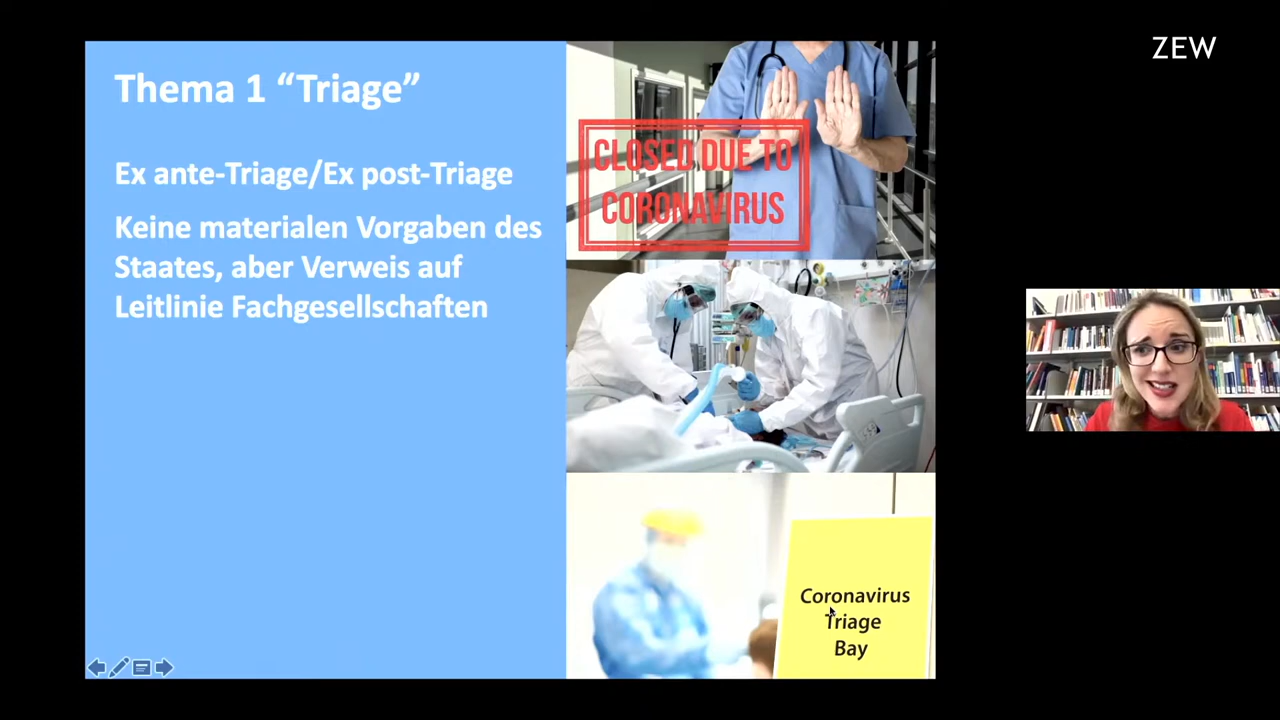 ZEW
Thema 1 “Triage”
Ex ante-Triage/Ex post-Triage
Keine materialen Vorgaben des
Staates, aber Verweis auf
Leitlinie Fachgesellschaften
CLOSED DUE TO
CORONAVIRUS
Coronavirus
Triage
Bay